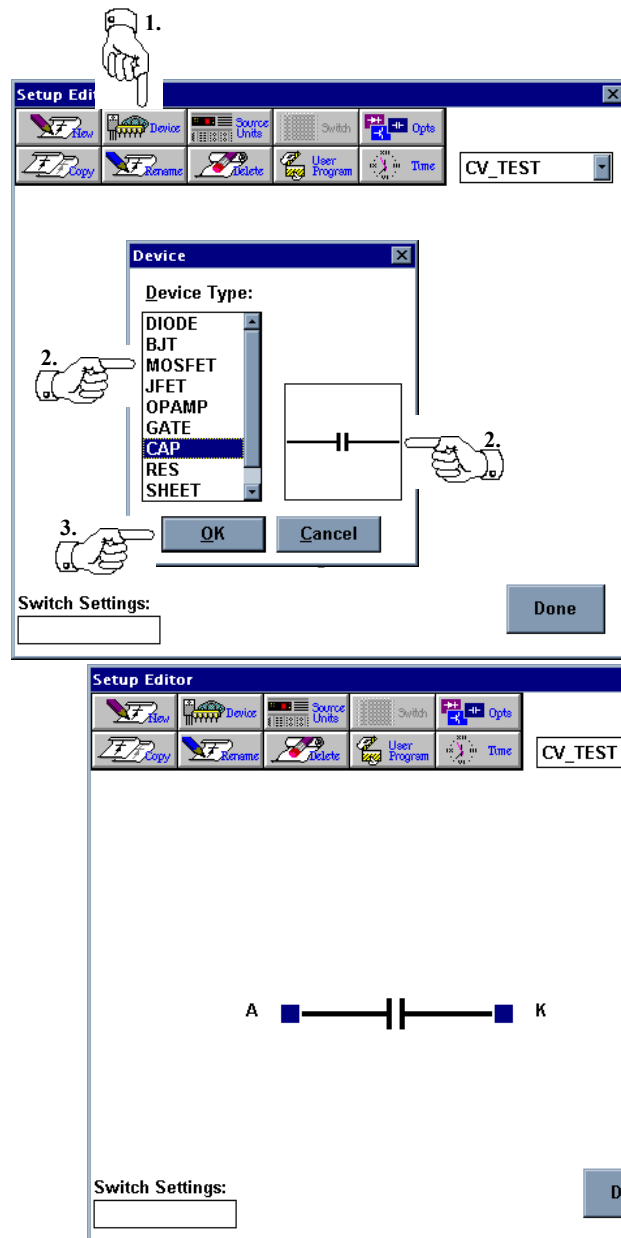 1.
Setup Edi
New Device Source Units Switch Opts
Copy Rename Delete User Program Time
CV_TEST
Device
Device Type:
DIODE
BJT
2.
MOSFET
JFET
OPAMP
GATE
CAP
2.
RES
SHEET
3.
OK Cancel
Switch Settings:
Done
Setup Editor
New Device Source Units Switch Opts
Copy Rename Delete User Program Time
CV_TEST
A K
Switch Settings:
D